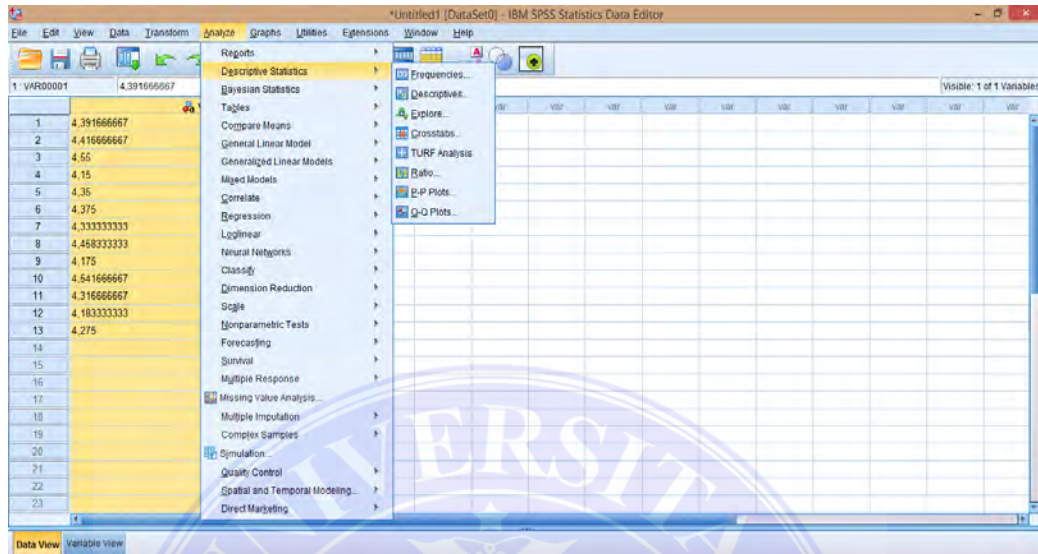 *Untitled1 [DataSet0] - IBM SPSS Statistics Data Editor
File Edit View Data Transform Analyze Graphs Utilities Extensions Window Help
1 : VAR00001 4,391666667 Visible: 1 of 1 Variables
var var var var var var var var
1 4,391666667
2 4,416666667
3 4,55
4 4,15
5 4,35
6 4,375
7 4,333333333
8 4,458333333
9 4,175
10 4,541666667
11 4,316666667
12 4,183333333
13 4,275
14
15
16
17
18
19
20
21
22
23
Reports
Descriptive Statistics
Bayesian Statistics
Tables
Compare Means
General Linear Model
Generalized Linear Models
Mixed Models
Correlate
Regression
Loglinear
Neural Networks
Classify
Dimension Reduction
Scale
Nonparametric Tests
Forecasting
Survival
Multiple Response
Missing Value Analysis...
Multiple Imputation
Complex Samples
Simulation...
Quality Control
Spatial and Temporal Modeling...
Direct Marketing
Frequencies...
Descriptives...
Explore...
Crosstabs...
TURF Analysis
Ratio...
P-P Plots...
Q-Q Plots...
Data View Variable View
UNIVERSITA